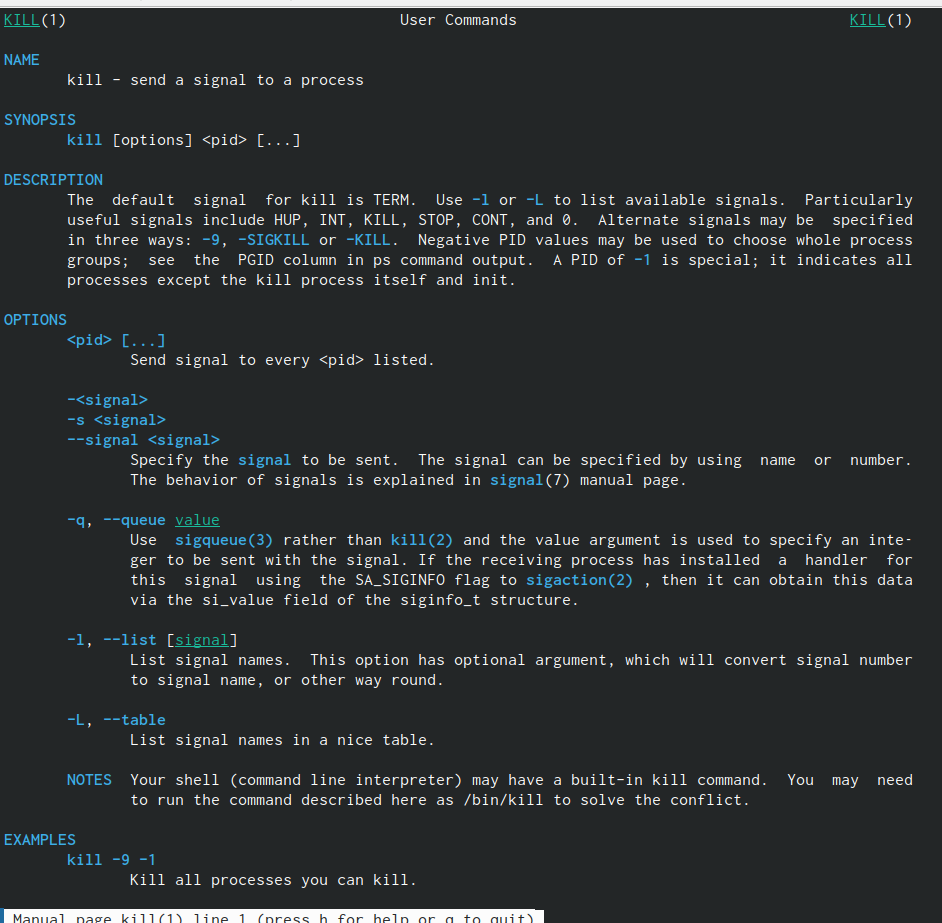 KILL(1) User Commands KILL(1)
NAME
kill - send a signal to a process
SYNOPSIS
kill [options] <pid> [...]
DESCRIPTION
The default signal for kill is TERM. Use -l or -L to list available signals. Particularly
useful signals include HUP, INT, KILL, STOP, CONT, and 0. Alternate signals may be specified
in three ways: -9, -SIGKILL or -KILL. Negative PID values may be used to choose whole process
groups; see the PGID column in ps command output. A PID of -1 is special; it indicates all
processes except the kill process itself and init.
OPTIONS
<pid> [...]
Send signal to every <pid> listed.
-<signal>
-s <signal>
--signal <signal>
Specify the signal to be sent. The signal can be specified by using name or number.
The behavior of signals is explained in signal(7) manual page.
-q, --queue value
Use sigqueue(3) rather than kill(2) and the value argument is used to specify an inte-
ger to be sent with the signal. If the receiving process has installed a handler for
this signal using the SA_SIGINFO flag to sigaction(2) , then it can obtain this data
via the si_value field of the siginfo_t structure.
-l, --list [signal]
List signal names. This option has optional argument, which will convert signal number
to signal name, or other way round.
-L, --table
List signal names in a nice table.
NOTES Your shell (command line interpreter) may have a built-in kill command. You may need
to run the command described here as /bin/kill to solve the conflict.
EXAMPLES
kill -9 -1
Kill all processes you can kill.
Manual page kill(1) line 1 (press h for help or q to quit)